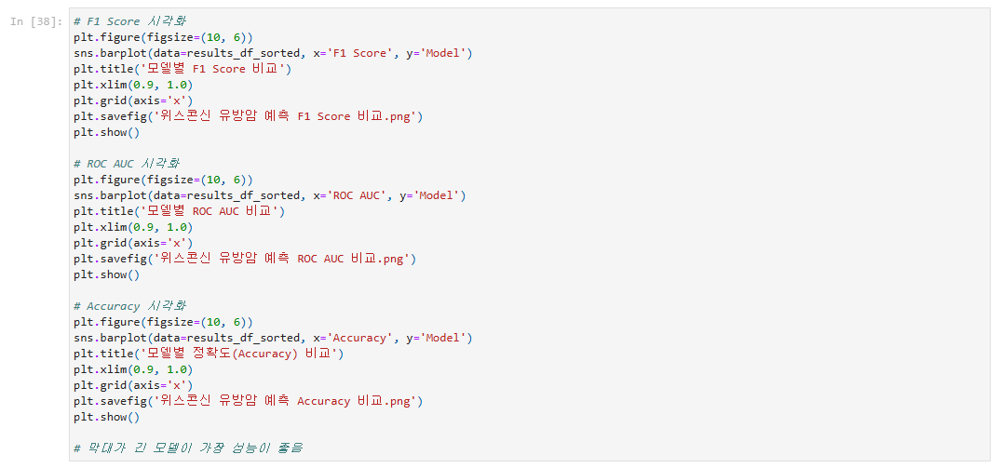 In [38]:
# F1 Score 시각화
plt.figure(figsize=(10, 6))
sns.barplot(data=results_df_sorted, x='F1 Score', y='Model')
plt.title('모델별 F1 Score 비교')
plt.xlim(0.9, 1.0)
plt.grid(axis='x')
plt.savefig('위스콘신 유방암 예측 F1 Score 비교.png')
plt.show()

# ROC AUC 시각화
plt.figure(figsize=(10, 6))
sns.barplot(data=results_df_sorted, x='ROC AUC', y='Model')
plt.title('모델별 ROC AUC 비교')
plt.xlim(0.9, 1.0)
plt.grid(axis='x')
plt.savefig('위스콘신 유방암 예측 ROC AUC 비교.png')
plt.show()

# Accuracy 시각화
plt.figure(figsize=(10, 6))
sns.barplot(data=results_df_sorted, x='Accuracy', y='Model')
plt.title('모델별 정확도(Accuracy) 비교')
plt.xlim(0.9, 1.0)
plt.grid(axis='x')
plt.savefig('위스콘신 유방암 예측 Accuracy 비교.png')
plt.show()

# 막대가 긴 모델이 가장 성능이 좋음